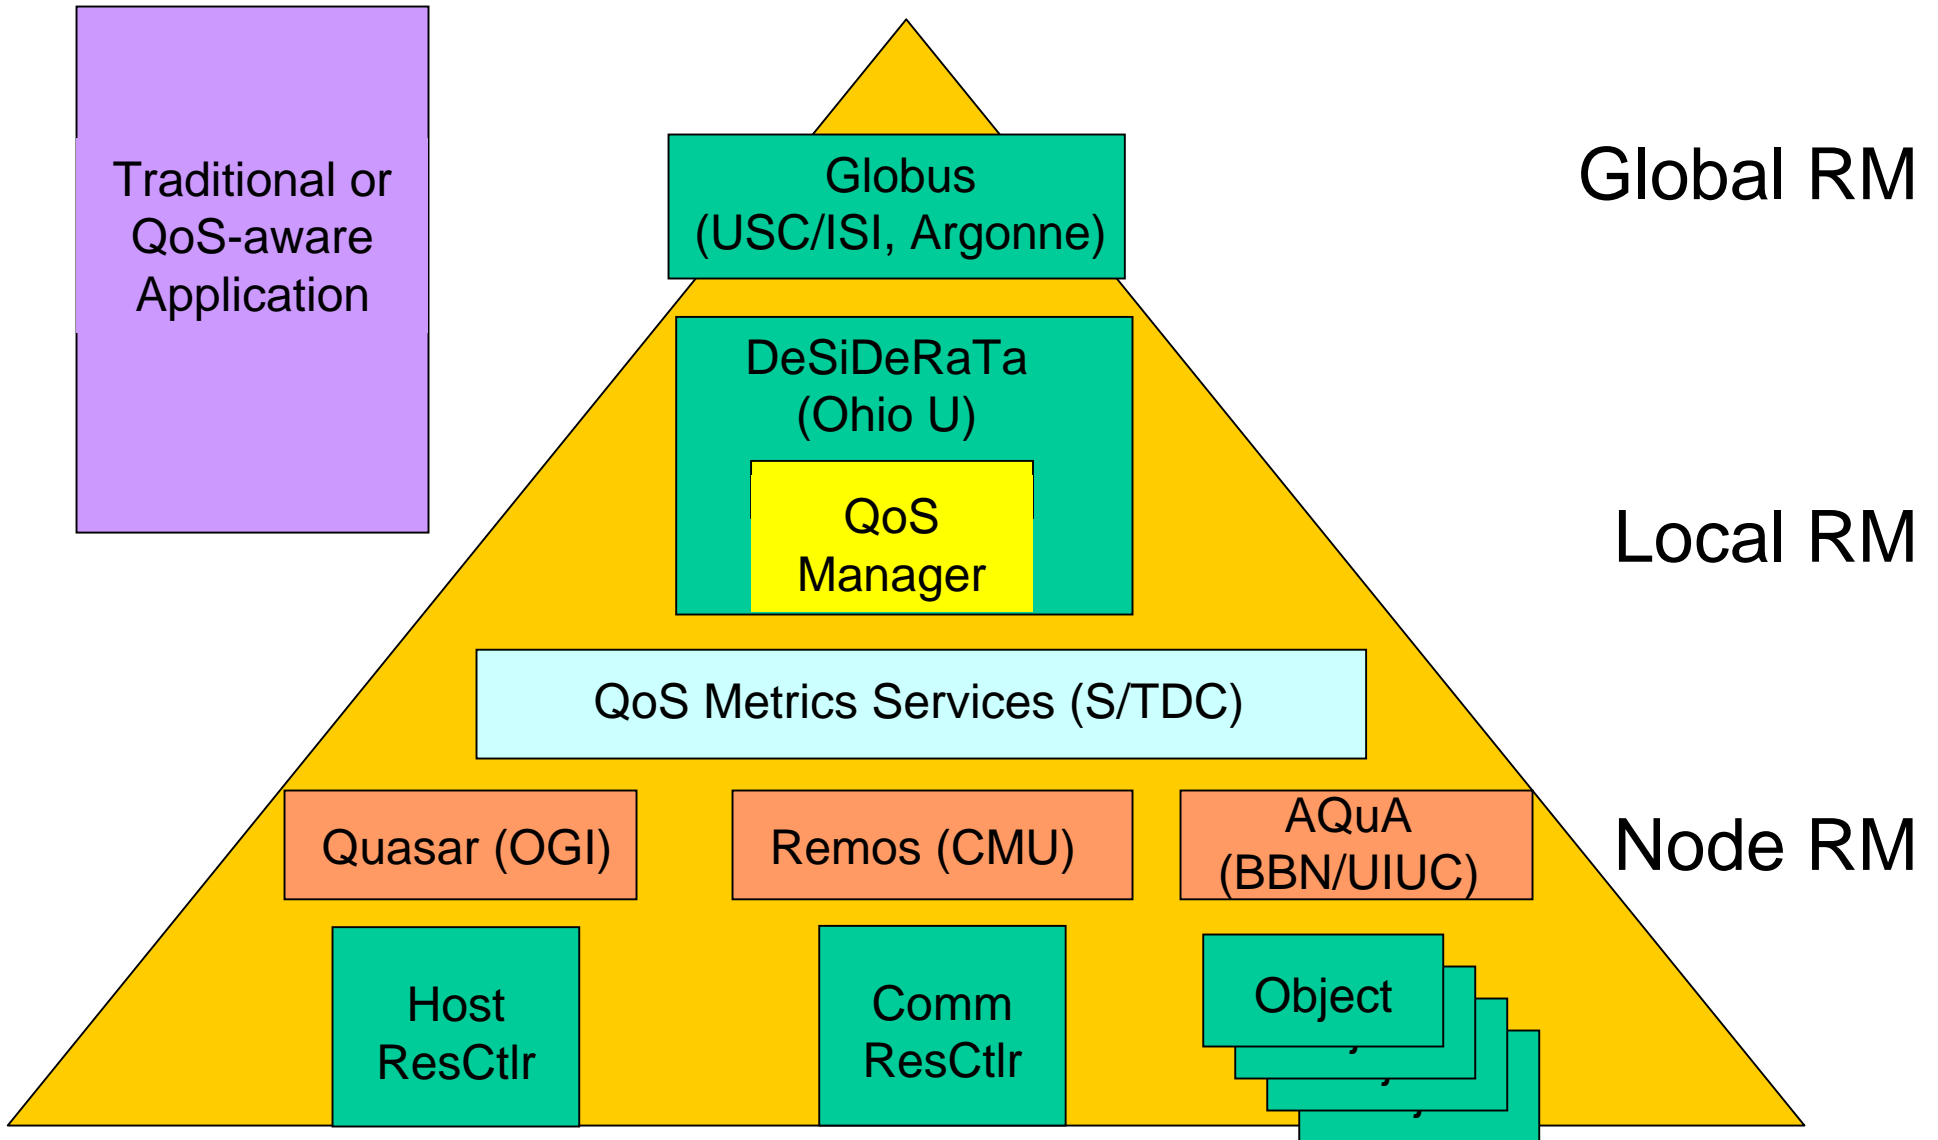 Traditional or
QoS-aware
Application
Globus
(USC/ISI, Argonne)
Global RM
DeSiDeRaTa
(Ohio U)
QoS
Manager
Local RM
QoS Metrics Services (S/TDC)
Quasar (OGI)
Remos (CMU)
AQuA
(BBN/UIUC)
Node RM
Host
ResCtlr
Comm
ResCtlr
Object